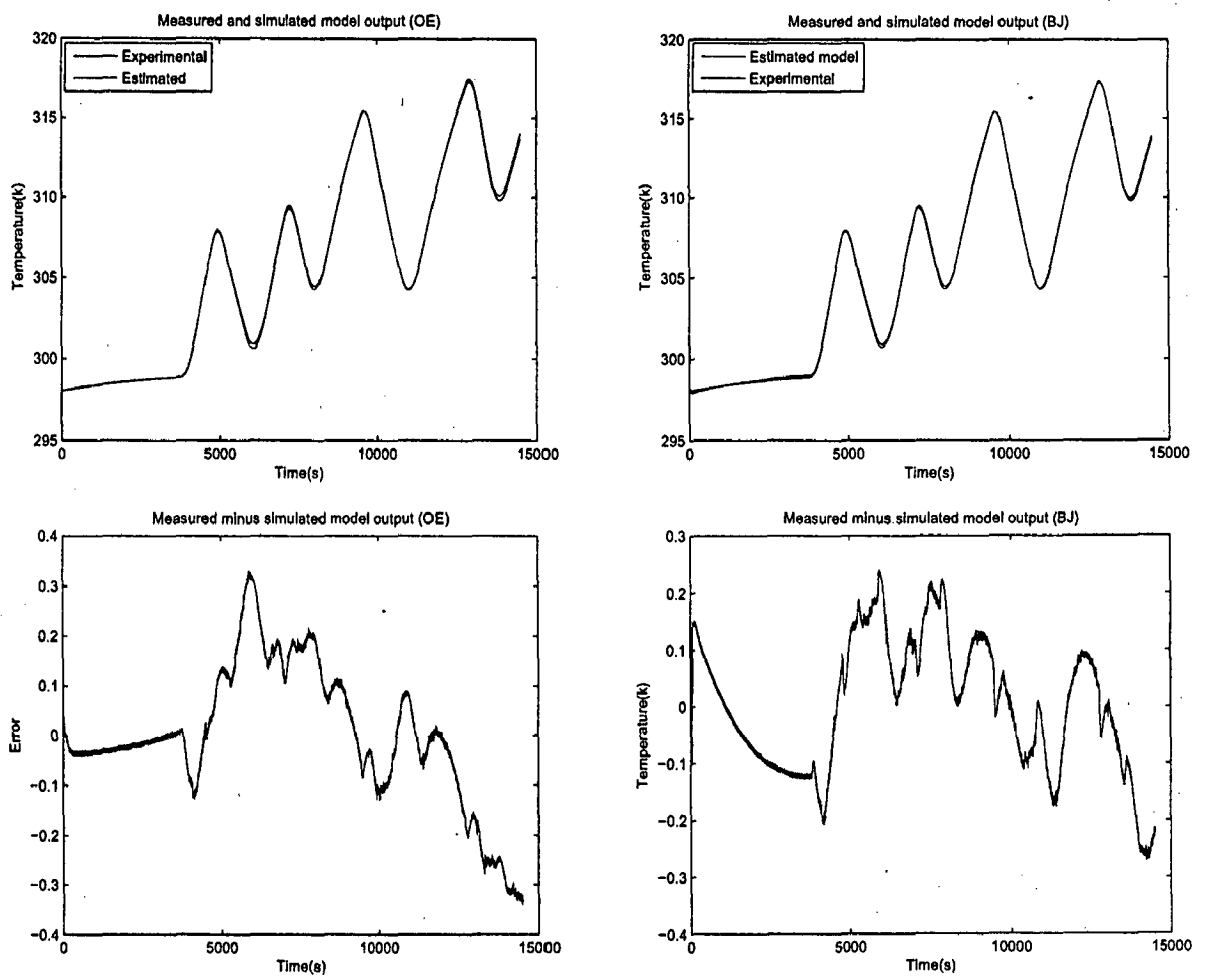 Measured and simulated model output (OE)
320
315
310
305
300
295
Temperature(k)
Experimental
Estimated
0
5000
10000
15000
Time(s)
Measured and simulated model output (BJ)
320
315
310
305
300
295
Temperature(k)
Estimated model
Experimental
0
5000
10000
15000
Time(s)
Measured minus simulated model output (OE)
0.4
0.3
0.2
0.1
0
−0.1
−0.2
−0.3
−0.4
Error
0
5000
10000
15000
Time(s)
Measured minus simulated model output (BJ)
0.3
0.2
0.1
0
−0.1
−0.2
−0.3
−0.4
Temperature(k)
0
5000
10000
15000
Time(s)